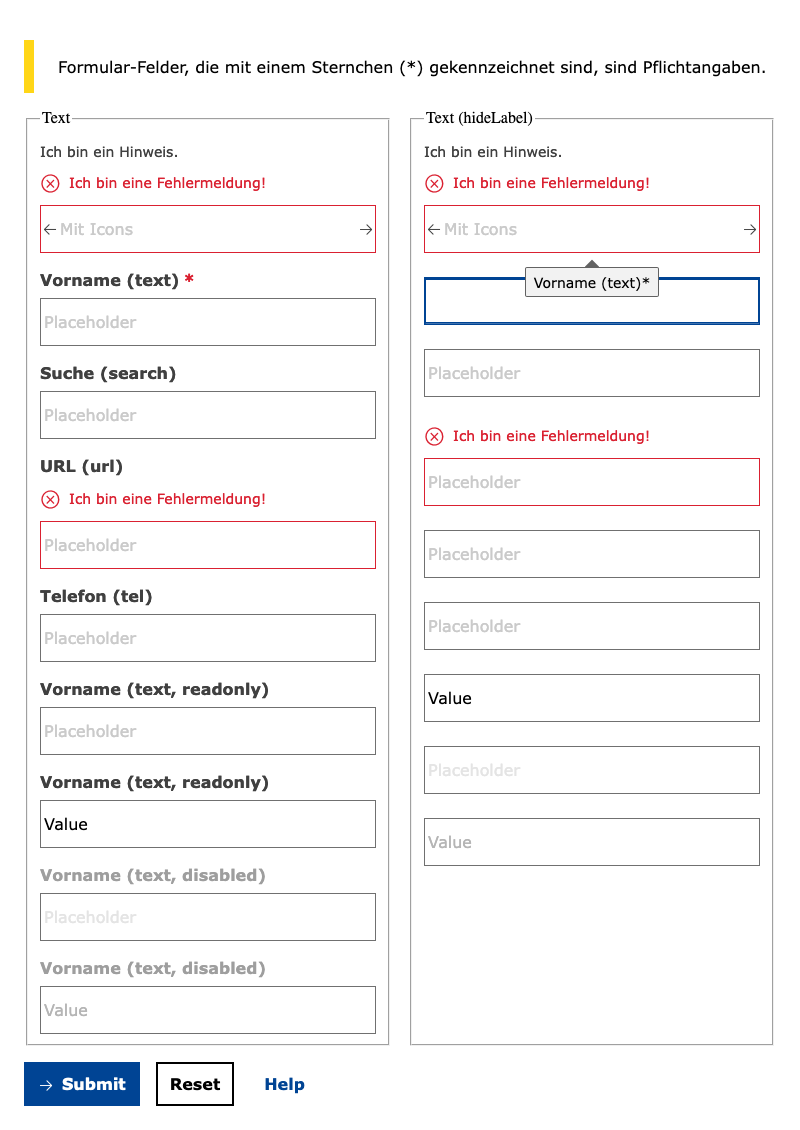 Formular-Felder, die mit einem Sternchen (*) gekennzeichnet sind, sind Pflichtangaben.
Text
Ich bin ein Hinweis.
Ich bin eine Fehlermeldung!
Mit Icons
Vorname (text) *
Placeholder
Suche (search)
Placeholder
URL (url)
Ich bin eine Fehlermeldung!
Placeholder
Telefon (tel)
Placeholder
Vorname (text, readonly)
Placeholder
Vorname (text, readonly)
Value
Vorname (text, disabled)
Placeholder
Vorname (text, disabled)
Value
Text (hideLabel)
Ich bin ein Hinweis.
Ich bin eine Fehlermeldung!
Mit Icons
Vorname (text)*
Placeholder
Ich bin eine Fehlermeldung!
Placeholder
Placeholder
Placeholder
Value
Placeholder
Value
Submit
Reset
Help